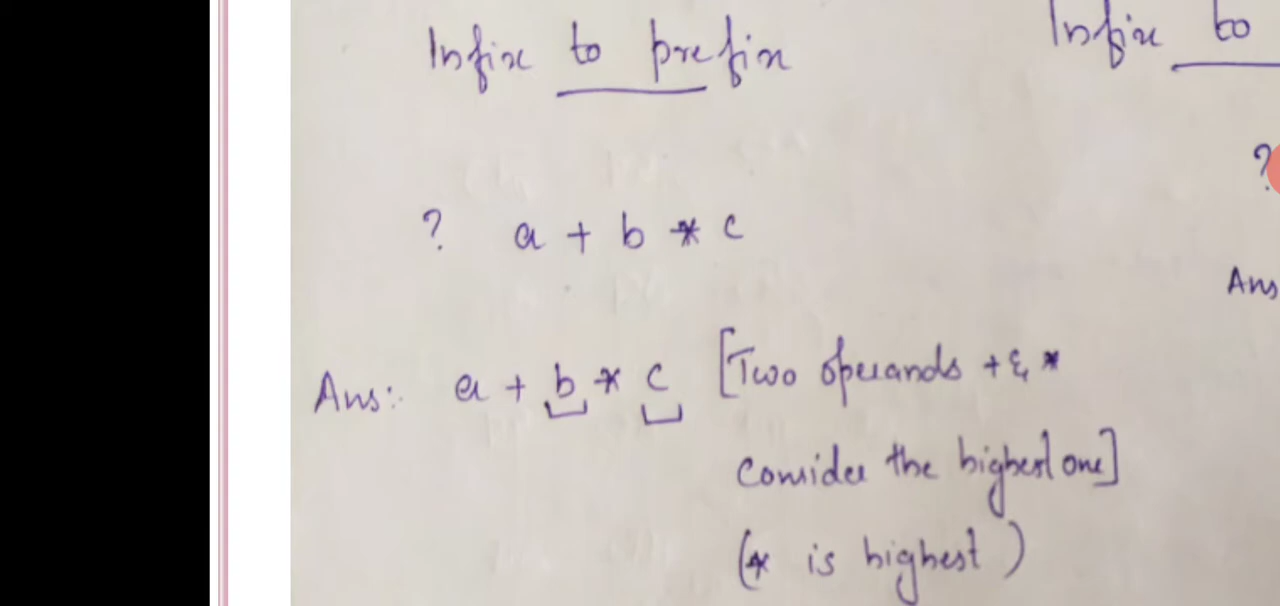 Infix to prefix
Infix to
? a + b * c
?
Ans
Ans: a + b * c [Two operands + & *
Consider the highest one]
(* is highest)